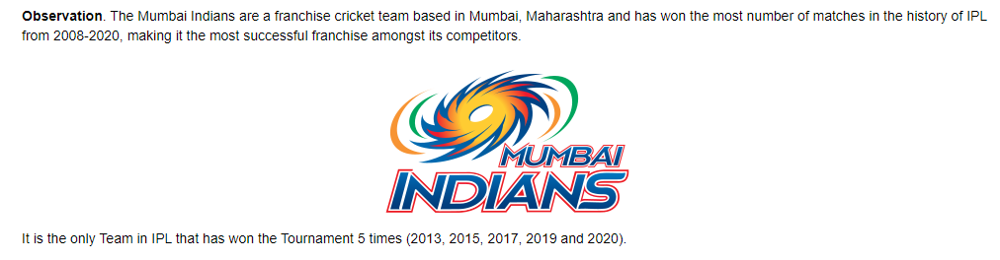 Observation. The Mumbai Indians are a franchise cricket team based in Mumbai, Maharashtra and has won the most number of matches in the history of IPL
from 2008-2020, making it the most successful franchise amongst its competitors.
MUMBAI
INDIANS
It is the only Team in IPL that has won the Tournament 5 times (2013, 2015, 2017, 2019 and 2020).